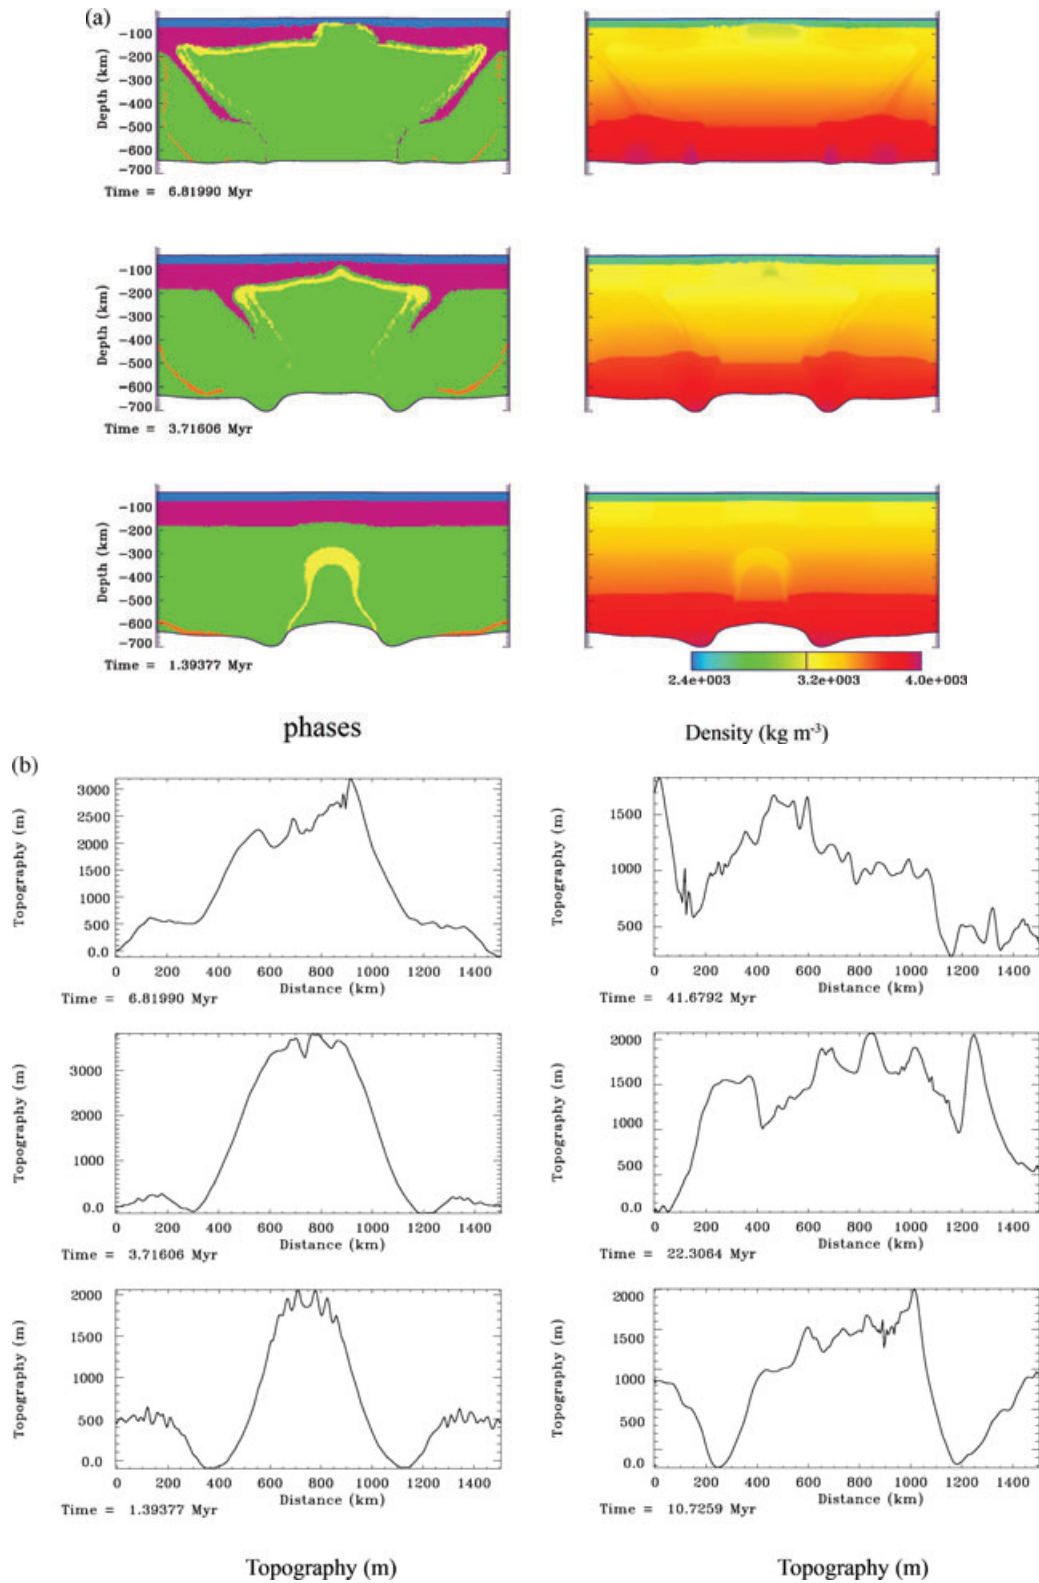 (a)
Depth (km)
-100
-200
-300
-400
-500
-600
-700
Time = 6.81990 Myr
Depth (km)
-100
-200
-300
-400
-500
-600
-700
Time = 3.71606 Myr
Depth (km)
-100
-200
-300
-400
-500
-600
-700
Time = 1.39377 Myr
2.4e+003 3.2e+003 4.0e+003
phases
Density (kg m-3)
(b)
Topography (m)
3000
2500
2000
1500
1000
500
0.0
0 200 400 600 800 1000 1200 1400
Distance (km)
Time = 6.81990 Myr
Topography (m)
1500
1000
500
0 200 400 600 800 1000 1200 1400
Distance (km)
Time = 41.6792 Myr
Topography (m)
3000
2000
1000
0.0
0 200 400 600 800 1000 1200 1400
Distance (km)
Time = 3.71606 Myr
Topography (m)
2000
1500
1000
500
0.0
0 200 400 600 800 1000 1200 1400
Distance (km)
Time = 22.3064 Myr
Topography (m)
2000
1500
1000
500
0.0
0 200 400 600 800 1000 1200 1400
Distance (km)
Time = 1.39377 Myr
Topography (m)
2000
1500
1000
500
0.0
0 200 400 600 800 1000 1200 1400
Distance (km)
Time = 10.7259 Myr
Topography (m)
Topography (m)